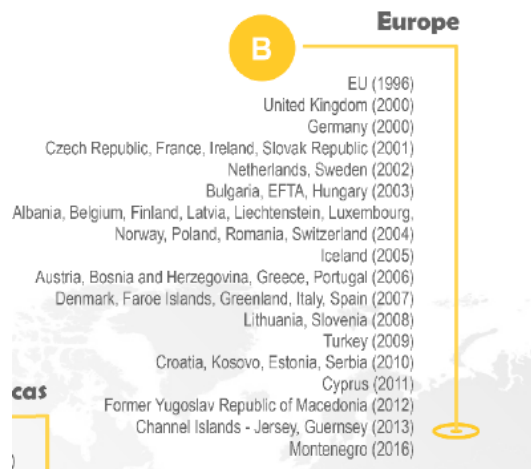 Europe
B
EU (1996)
United Kingdom (2000)
Germany (2000)
Czech Republic, France, Ireland, Slovak Republic (2001)
Netherlands, Sweden (2002)
Bulgaria, EFTA, Hungary (2003)
Albania, Belgium, Finland, Latvia, Liechtenstein, Luxembourg,
Norway, Poland, Romania, Switzerland (2004)
Iceland (2005)
Austria, Bosnia and Herzegovina, Greece, Portugal (2006)
Denmark, Faroe Islands, Greenland, Italy, Spain (2007)
Lithuania, Slovenia (2008)
Turkey (2009)
Croatia, Kosovo, Estonia, Serbia (2010)
Cyprus (2011)
cas
Former Yugoslav Republic of Macedonia (2012)
Channel Islands - Jersey, Guernsey (2013)
Montenegro (2016)
)